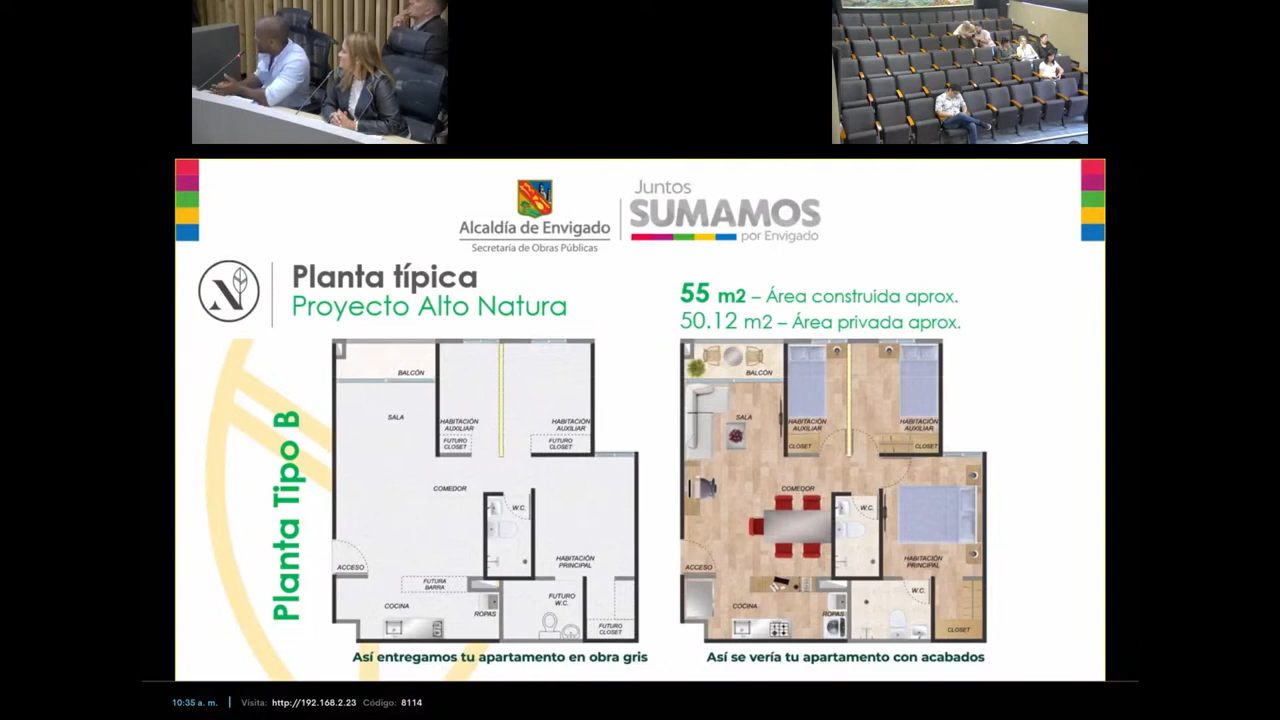 Alcaldía de Envigado
Secretaría de Obras Públicas
Juntos
SUMAMOS
por Envigado
N
Planta típica
Proyecto Alto Natura
55 m2 – Área construida aprox.
50.12 m2 – Área privada aprox.
Planta Tipo B
BALCÓN
SALA
HABITACIÓN
AUXILIAR
FUTURO
CLOSET
HABITACIÓN
AUXILIAR
FUTURO
CLOSET
COMEDOR
W.C.
ACCESO
HABITACIÓN
PRINCIPAL
FUTURA
BARRA
COCINA
ROPAS
FUTURO
W.C.
FUTURO
CLOSET
Así entregamos tu apartamento en obra gris
BALCÓN
SALA
HABITACIÓN
AUXILIAR
CLOSET
HABITACIÓN
AUXILIAR
CLOSET
COMEDOR
W.C.
ACCESO
HABITACIÓN
PRINCIPAL
COCINA
ROPAS
W.C.
CLOSET
Así se vería tu apartamento con acabados
10:35 a. m.
Visita: http://192.168.2.23 Código: 8114